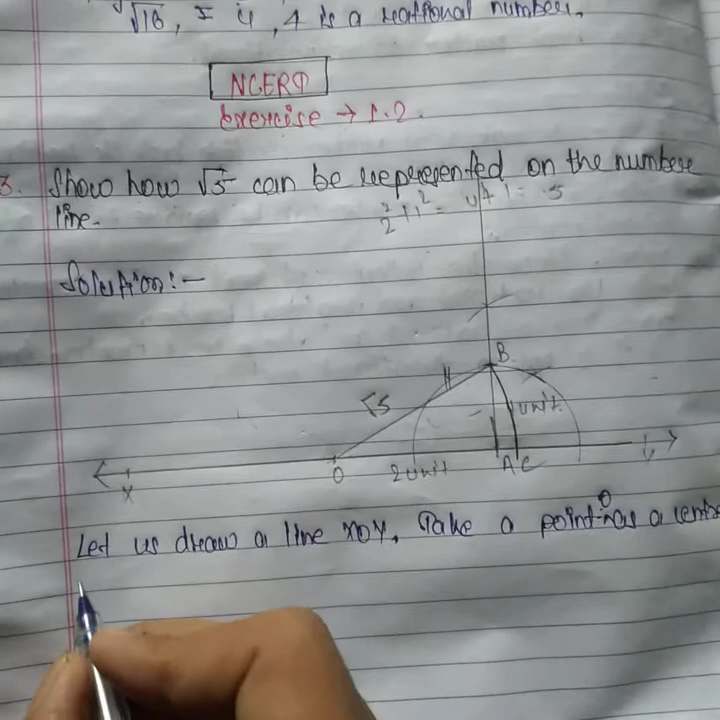 √16, = 4, 4 is a rational number.
NCERT
Exercise → 1.2.
3. Show how √5 can be represented on the number
line.
2² + 1² = 4+1 = 5
Solution:-
B
√5
1 unit.
X
O
2 unit
A C
Y
Let us draw a line XOY. Take a point O as a centre